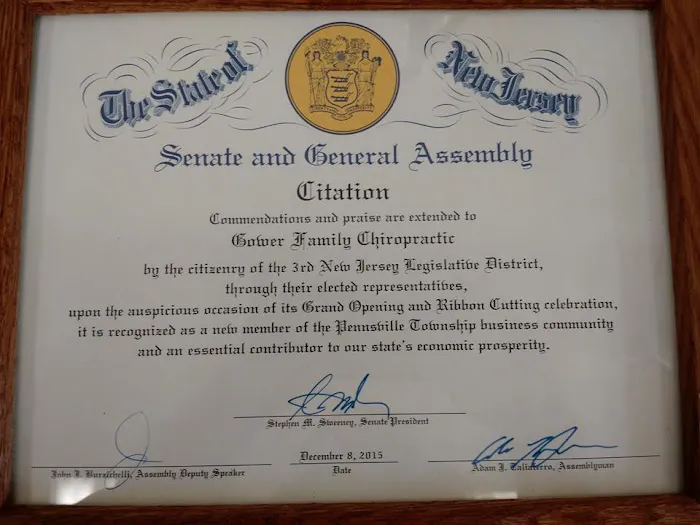 The State of New Jersey
Senate and General Assembly
Citation
Commendations and praise are extended to
Gower Family Chiropractic
by the citizenry of the 3rd New Jersey Legislative District,
through their elected representatives,
upon the auspicious occasion of its Grand Opening and Ribbon Cutting celebration,
it is recognized as a new member of the Pennsville Township business community
and an essential contributor to our state's economic prosperity.
Stephen M. Sweeney, Senate President
John J. Burzichelli, Assembly Deputy Speaker
December 8, 2015
Date
Adam J. Taliaferro, Assemblyman